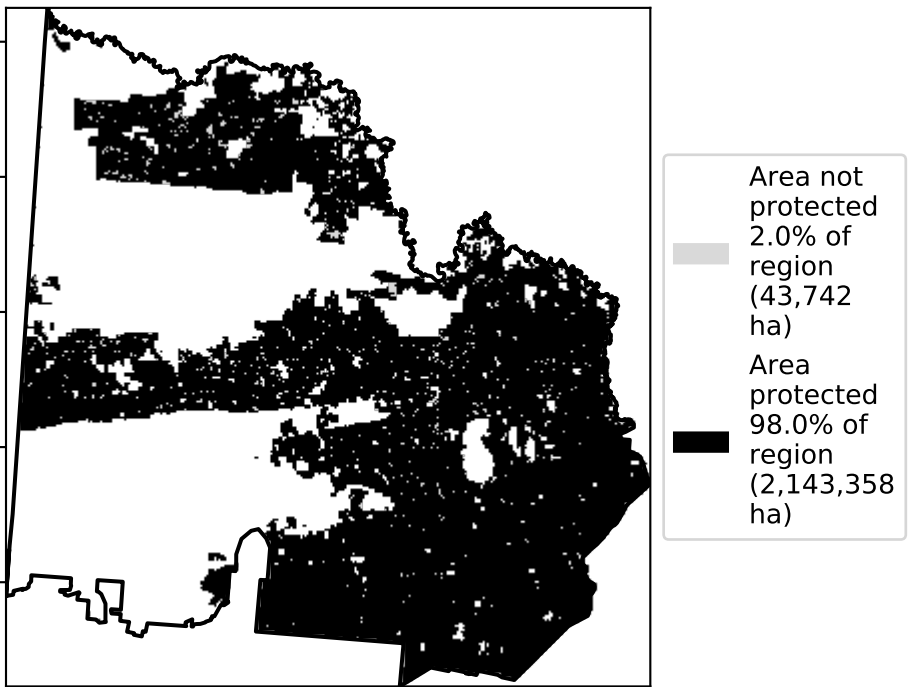 Area not
protected
2.0% of
region
(43,742
ha)
Area
protected
98.0% of
region
(2,143,358
ha)